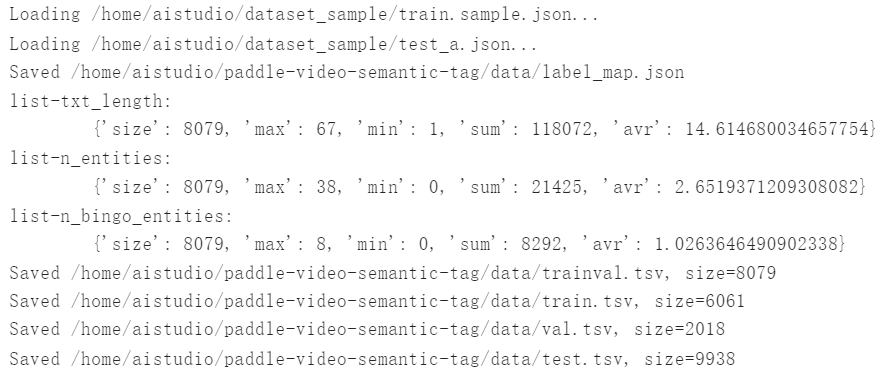 Loading /home/aistudio/dataset_sample/train.sample.json...
Loading /home/aistudio/dataset_sample/test_a.json...
Saved /home/aistudio/paddle-video-semantic-tag/data/label_map.json
list-txt_length:
{'size': 8079, 'max': 67, 'min': 1, 'sum': 118072, 'avr': 14.614680034657754}
list-n_entities:
{'size': 8079, 'max': 38, 'min': 0, 'sum': 21425, 'avr': 2.6519371209308082}
list-n_bingo_entities:
{'size': 8079, 'max': 8, 'min': 0, 'sum': 8292, 'avr': 1.0263646490902338}
Saved /home/aistudio/paddle-video-semantic-tag/data/trainval.tsv, size=8079
Saved /home/aistudio/paddle-video-semantic-tag/data/train.tsv, size=6061
Saved /home/aistudio/paddle-video-semantic-tag/data/val.tsv, size=2018
Saved /home/aistudio/paddle-video-semantic-tag/data/test.tsv, size=9938